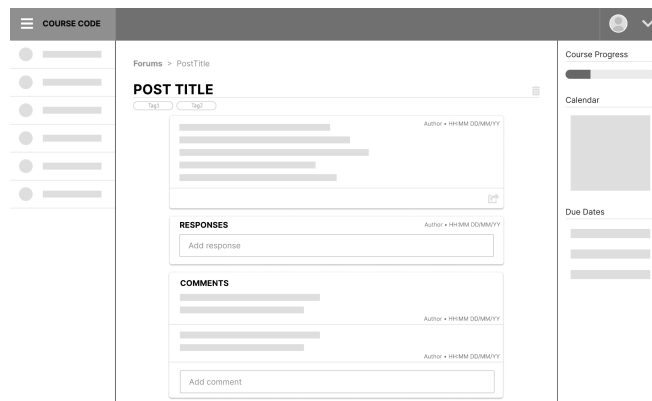 COURSE CODE
Forums > PostTitle
POST TITLE
Tag1 Tag2
Author • HH:MM DD/MM/YY
RESPONSES
Author • HH:MM DD/MM/YY
Add response
COMMENTS
Author • HH:MM DD/MM/YY
Author • HH:MM DD/MM/YY
Add comment
Course Progress
Calendar
Due Dates